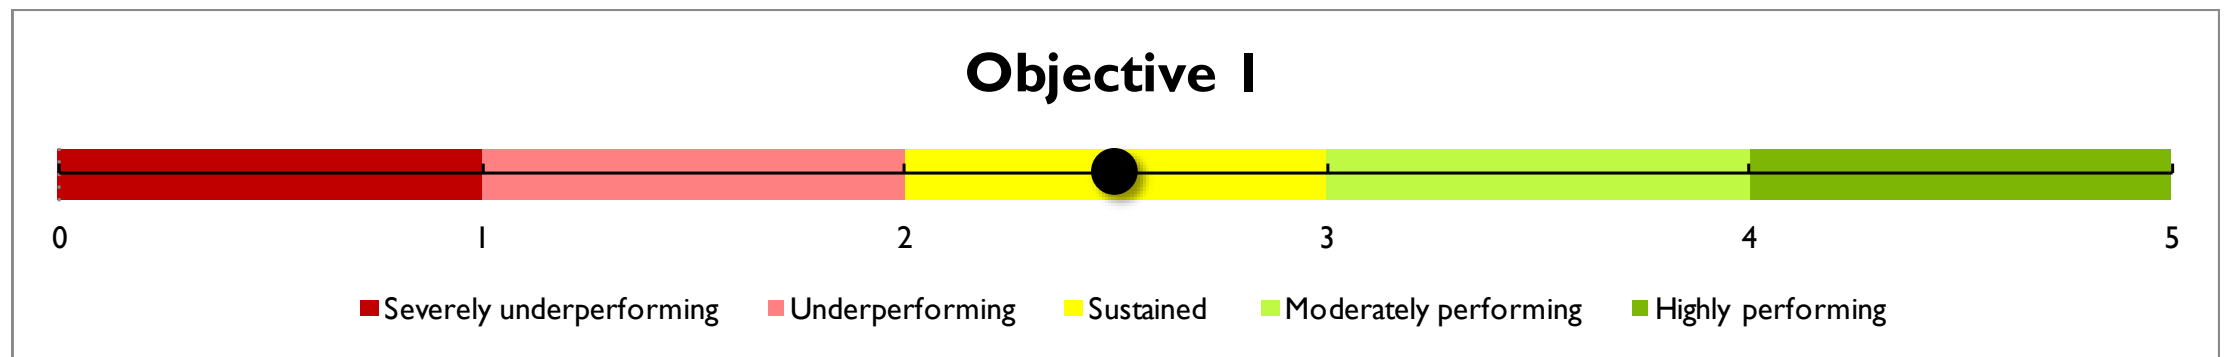 Objective 1
0 1 2 3 4 5
Severely underperforming Underperforming Sustained Moderately performing Highly performing